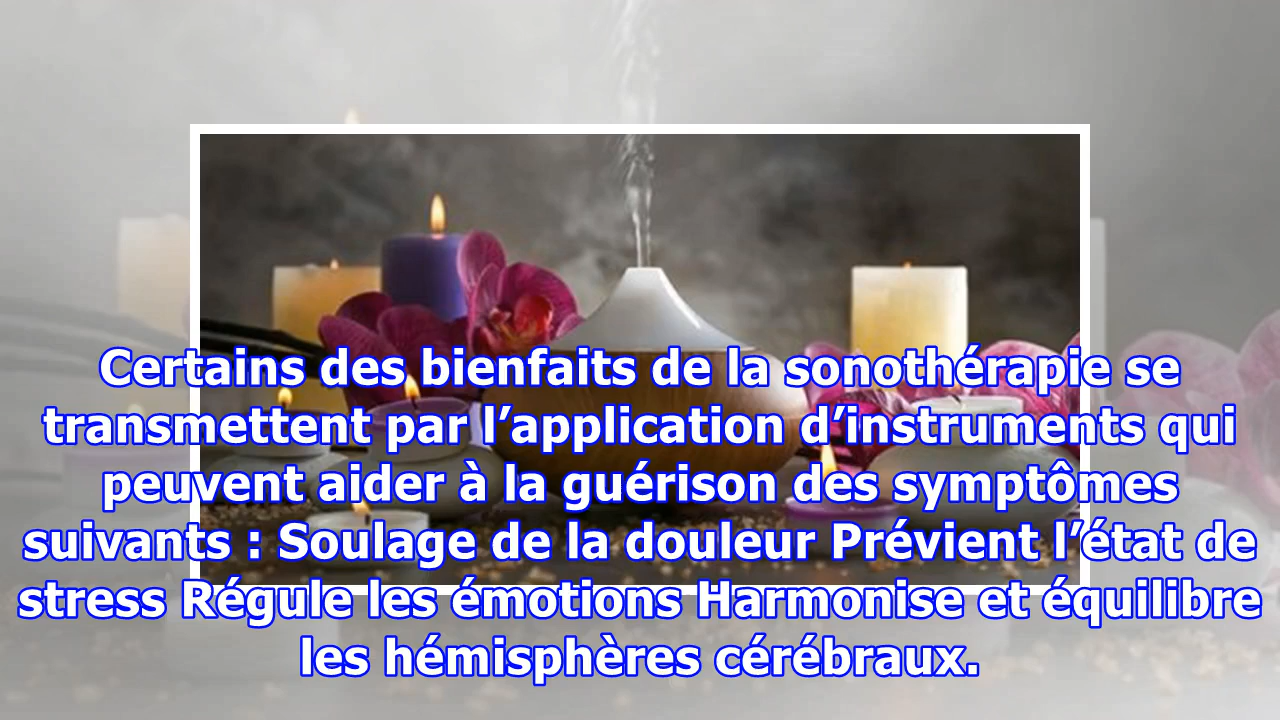 Certains des bienfaits de la sonothérapie se
transmettent par l’application d’instruments qui
peuvent aider à la guérison des symptômes
suivants : Soulage de la douleur Prévient l’état de
stress Régule les émotions Harmonise et équilibre
les hémisphères cérébraux.